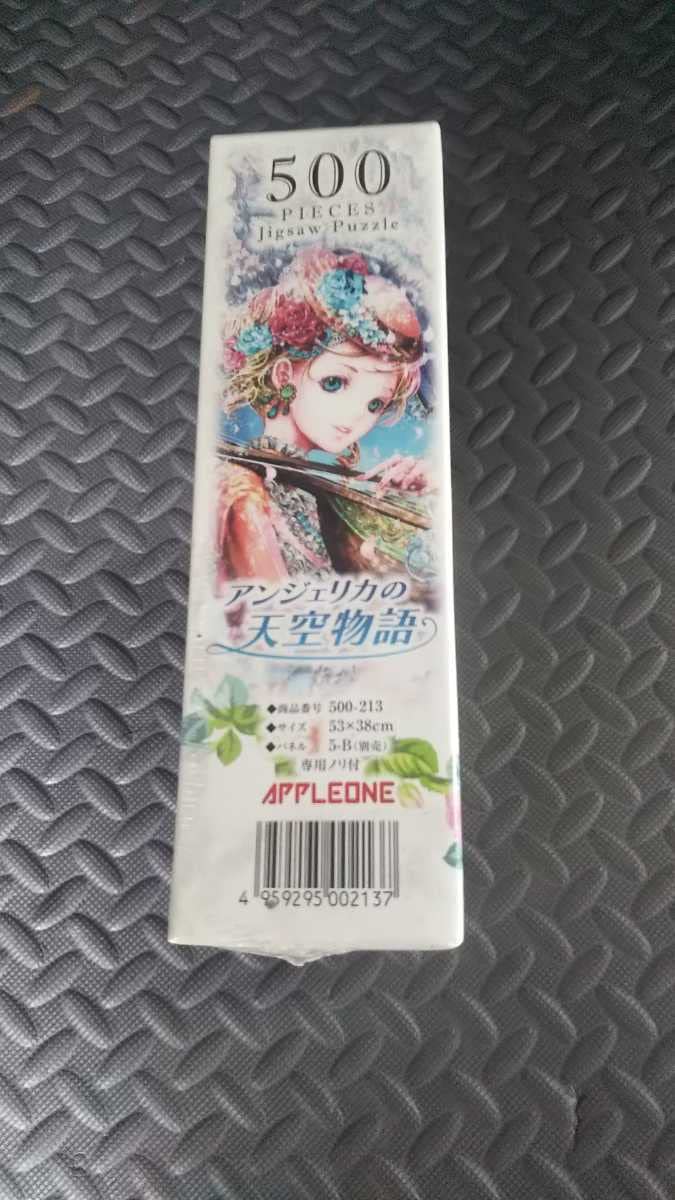 500
PIECES
Jigsaw Puzzle
アンジェリカの
天空物語
◆商品番号 500-213
◆サイズ 53×38cm
◆パネル 5-B(別売)
専用ノリ付
APPLEONE
4 959295 002137